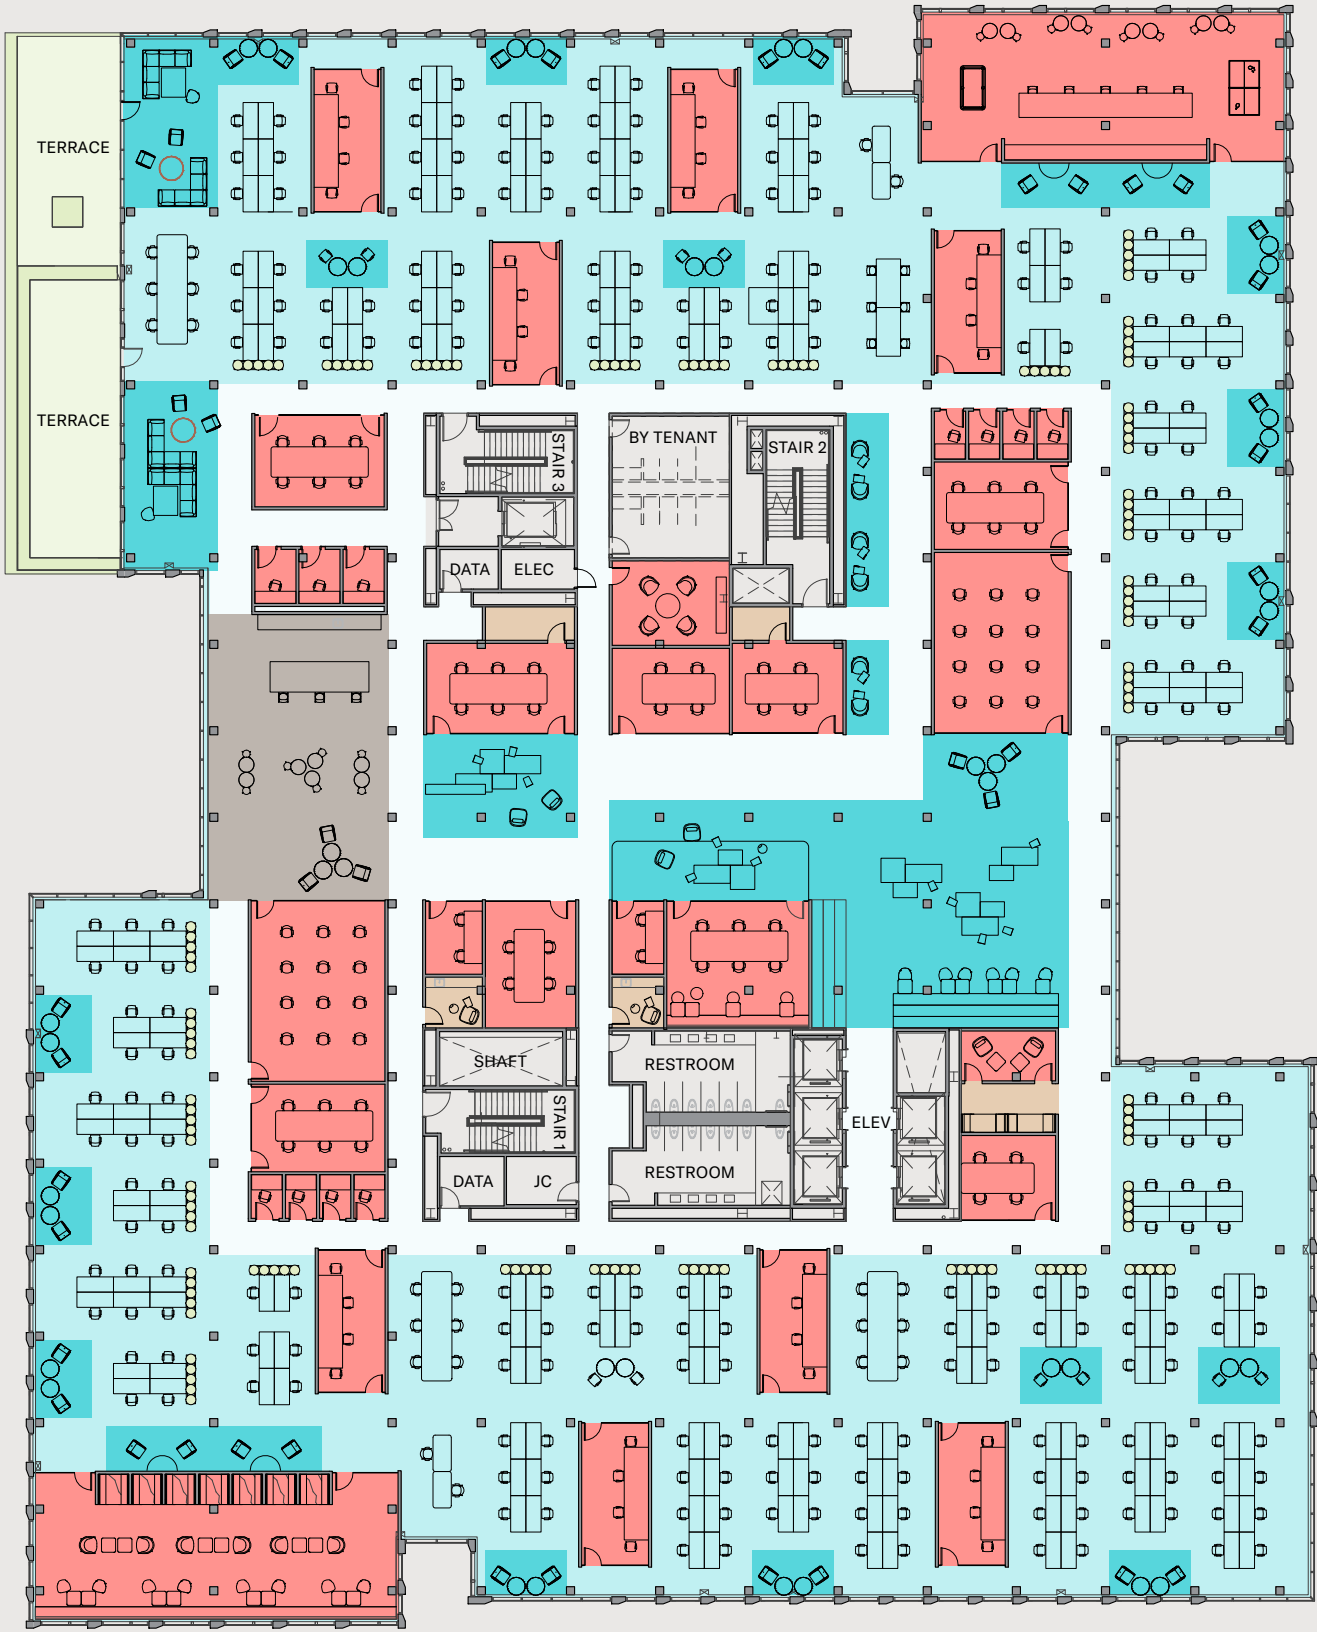 TERRACE
TERRACE
STAIR 3
BY TENANT
STAIR 2
DATA
ELEC
SHAFT
STAIR 1
DATA
JC
RESTROOM
RESTROOM
ELEV